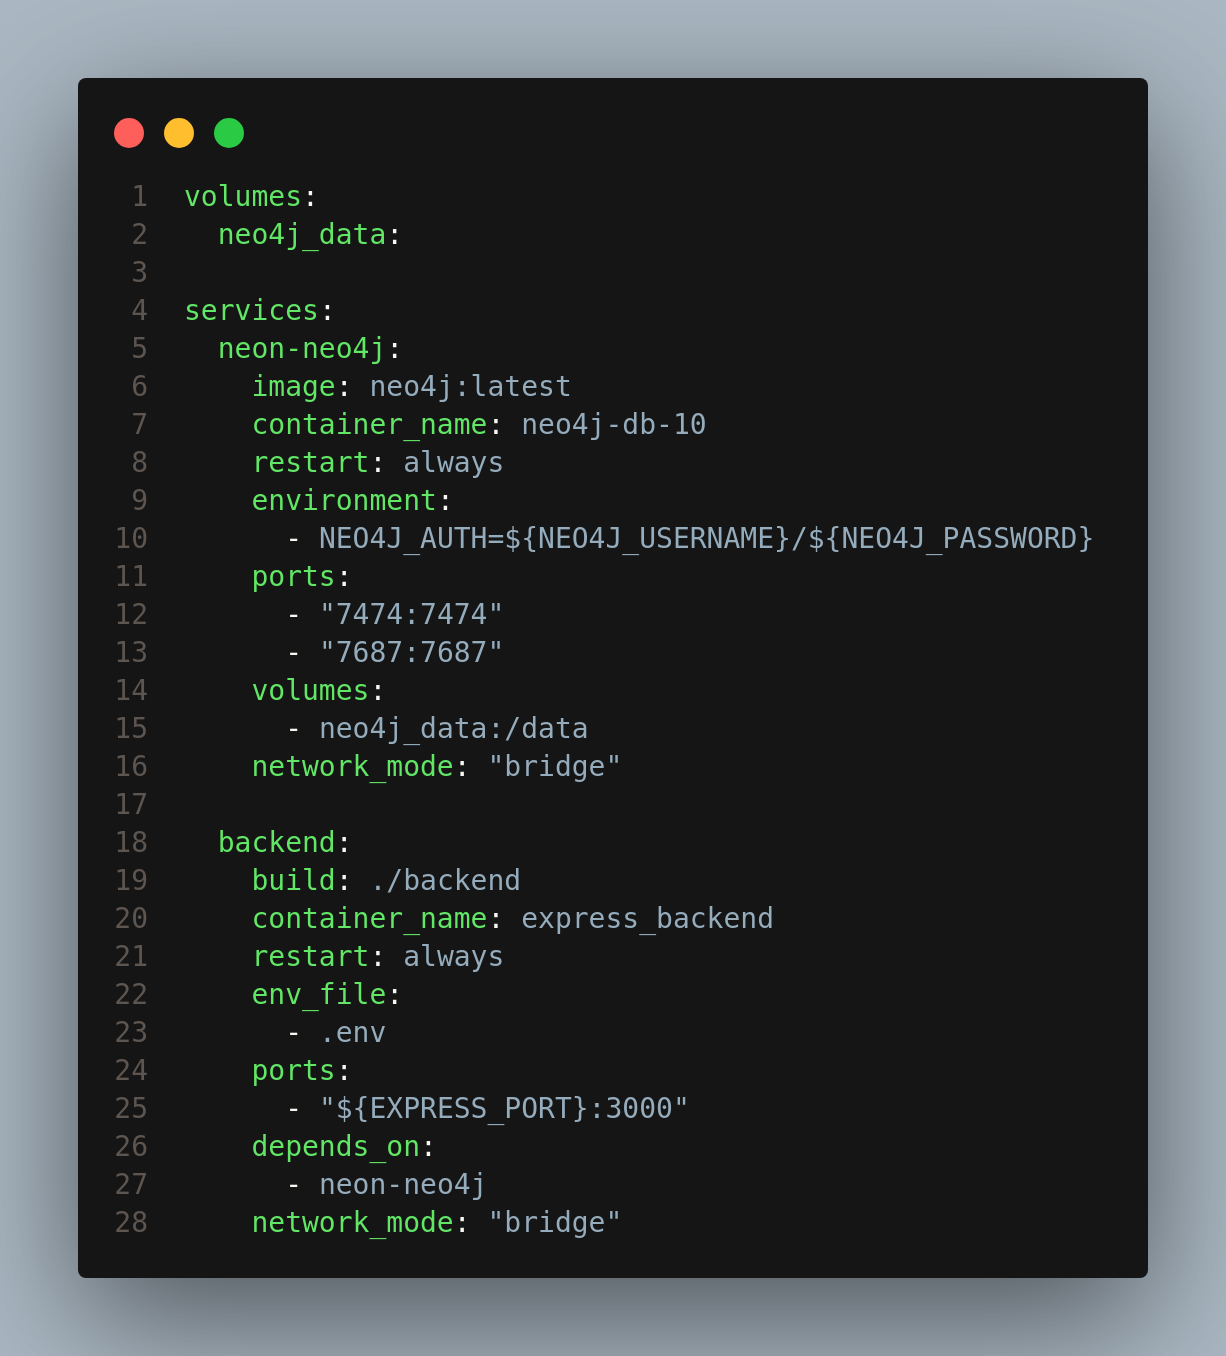 1 volumes:
2   neo4j_data:
3
4 services:
5   neon-neo4j:
6     image: neo4j:latest
7     container_name: neo4j-db-10
8     restart: always
9     environment:
10       - NEO4J_AUTH=${NEO4J_USERNAME}/${NEO4J_PASSWORD}
11     ports:
12       - "7474:7474"
13       - "7687:7687"
14     volumes:
15       - neo4j_data:/data
16     network_mode: "bridge"
17
18   backend:
19     build: ./backend
20     container_name: express_backend
21     restart: always
22     env_file:
23       - .env
24     ports:
25       - "${EXPRESS_PORT}:3000"
26     depends_on:
27       - neon-neo4j
28     network_mode: "bridge"